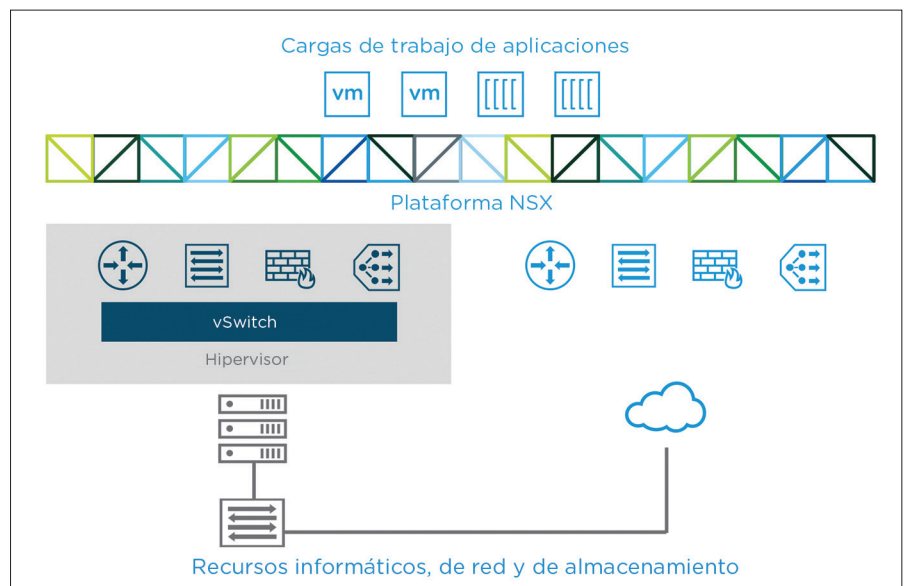 Cargas de trabajo de aplicaciones
vm vm
Plataforma NSX
vSwitch
Hipervisor
Recursos informáticos, de red y de almacenamiento